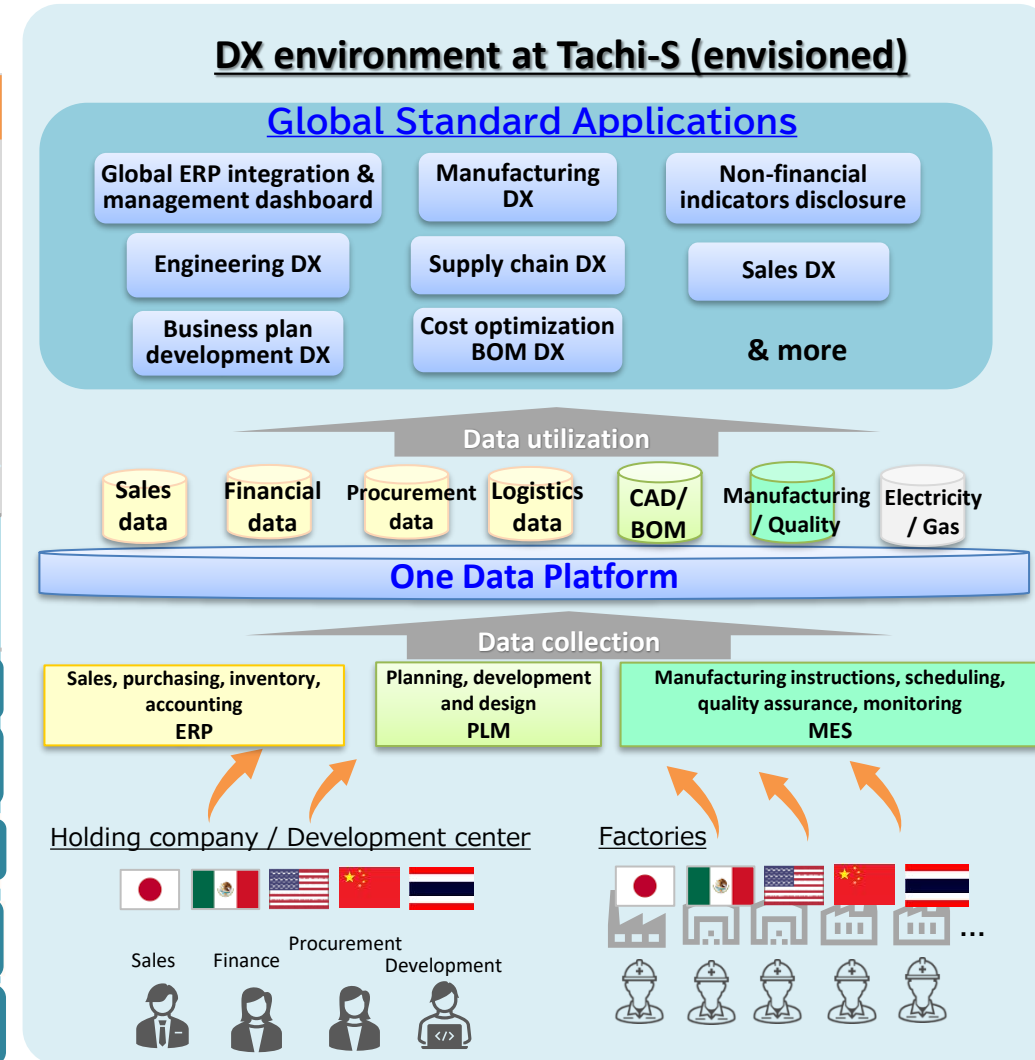 DX environment at Tachi-S (envisioned)
Global Standard Applications
Global ERP integration &
management dashboard
Manufacturing
DX
Non-financial
indicators disclosure
Engineering DX
Supply chain DX
Sales DX
Business plan
development DX
Cost optimization
BOM DX
& more
Data utilization
Sales
data
Financial
data
Procurement
data
Logistics
data
CAD/
BOM
Manufacturing
/ Quality
Electricity
/ Gas
One Data Platform
Data collection
Sales, purchasing, inventory,
accounting
ERP
Planning, development
and design
PLM
Manufacturing instructions, scheduling,
quality assurance, monitoring
MES
Holding company / Development center
Factories
...
Sales
Finance
Procurement
Development
</>